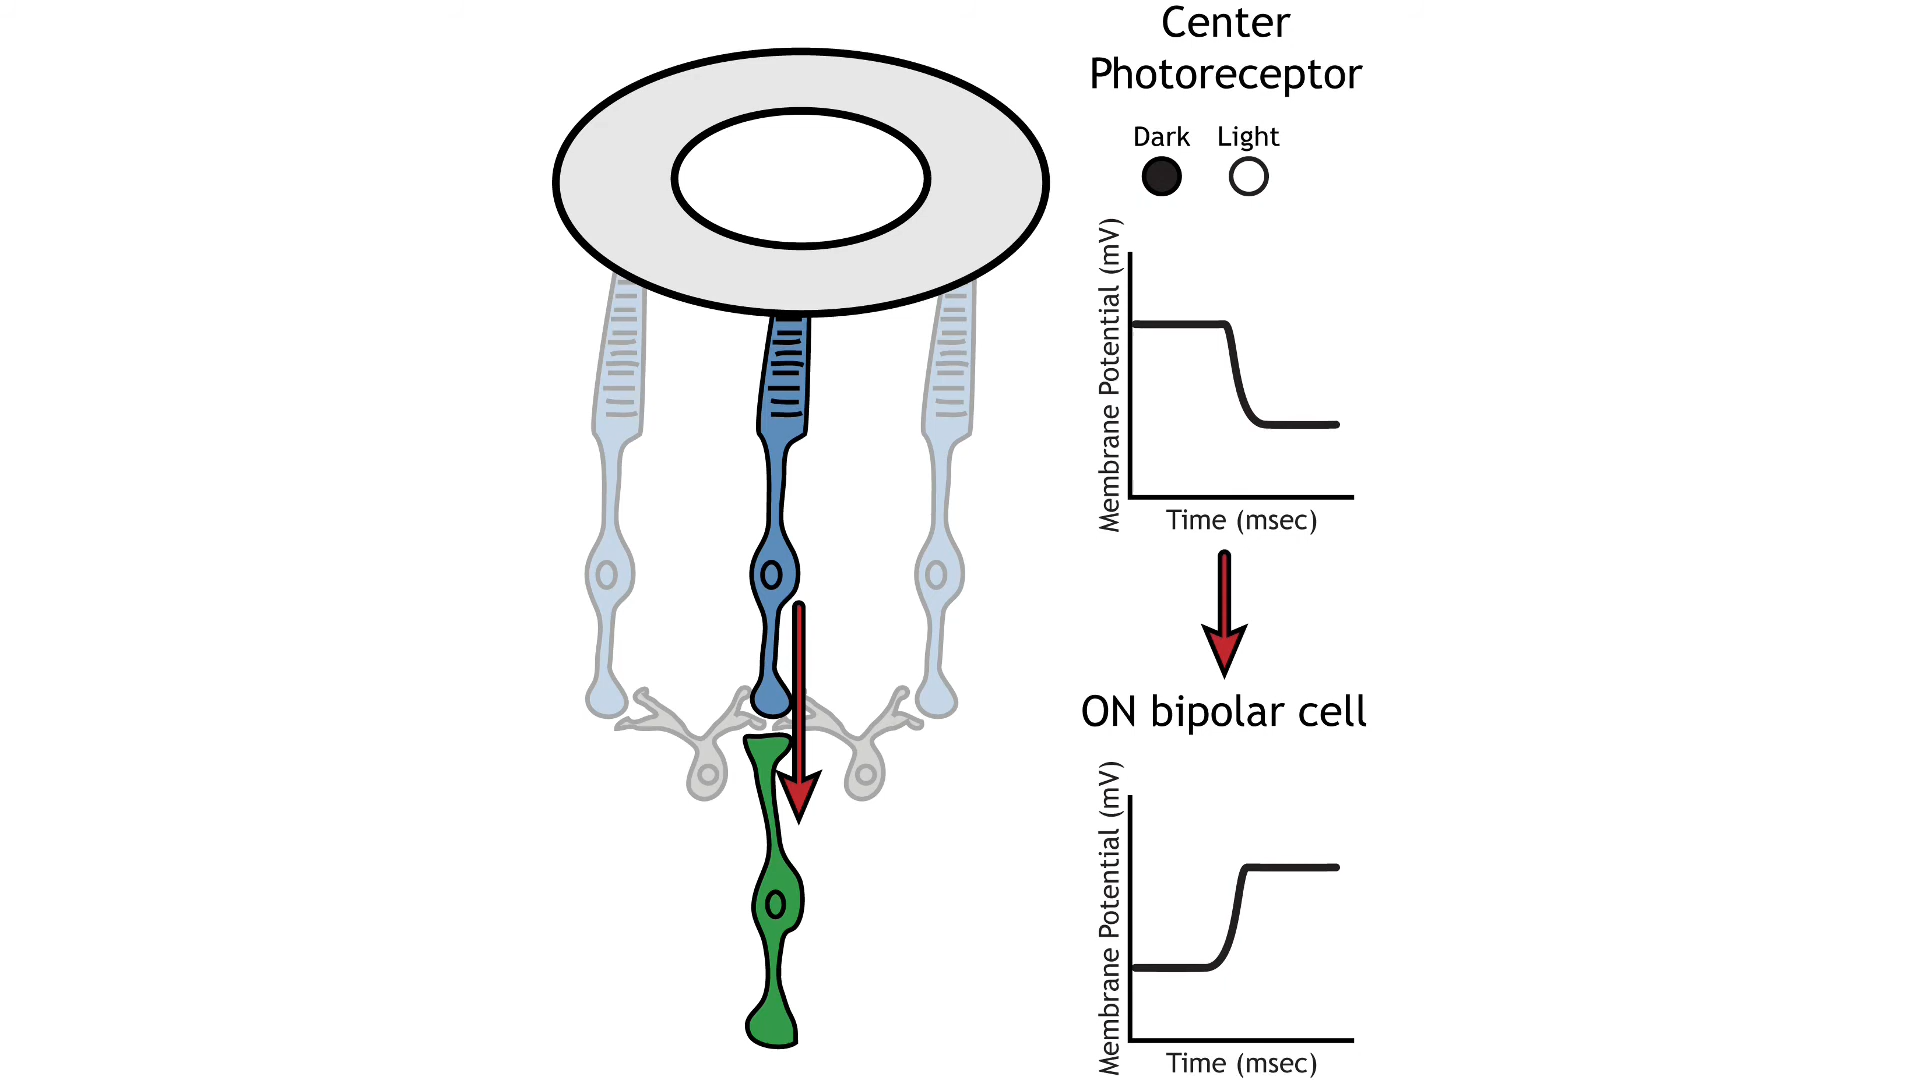 Center
Photoreceptor
Dark Light
Membrane Potential (mV)
Time (msec)
ON bipolar cell
Membrane Potential (mV)
Time (msec)